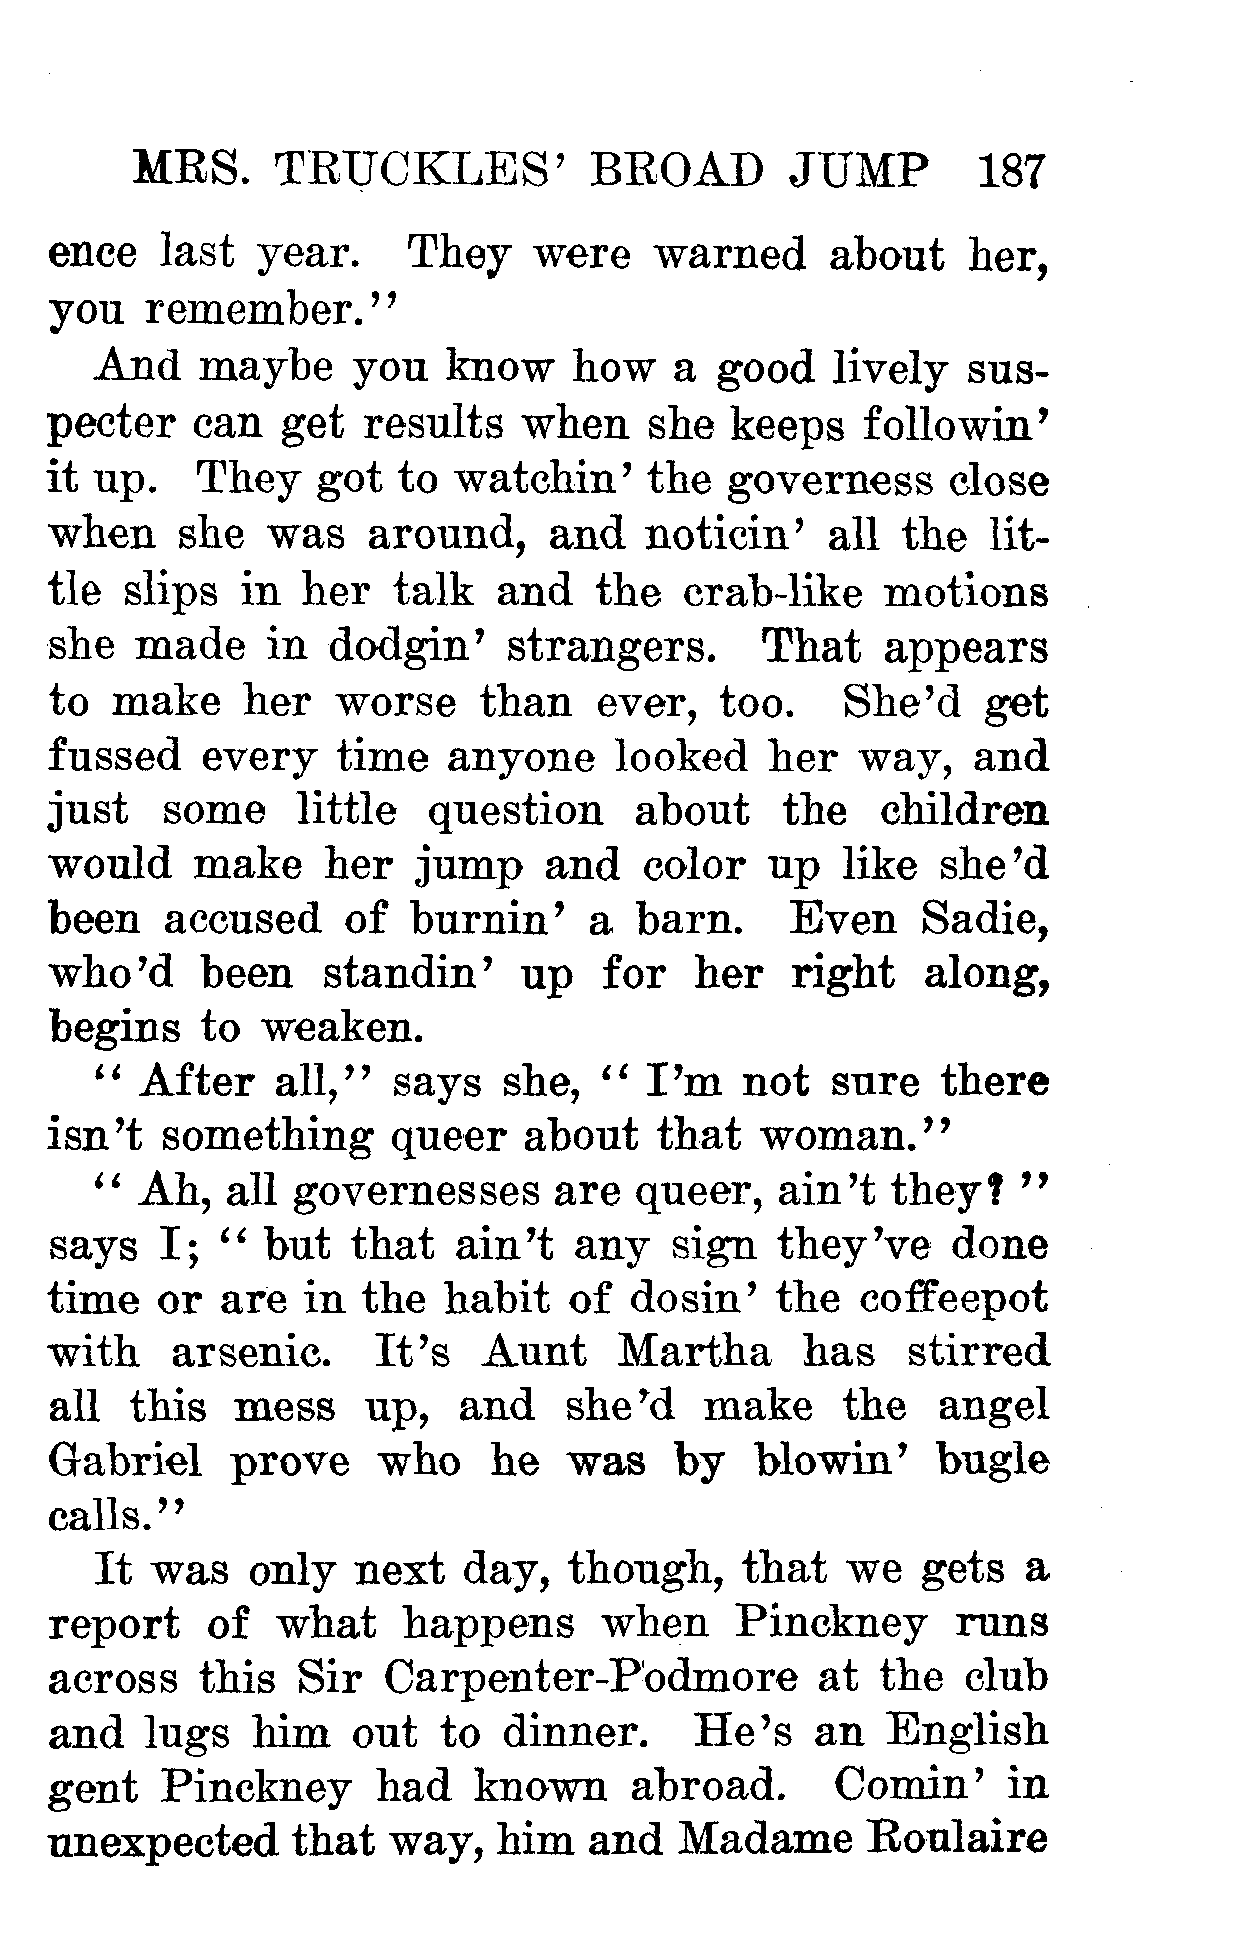 MRS. TRUCKLES' BROAD JUMP 187
ence last year. They were warned about her,
you remember."
And maybe you know how a good lively sus-
pecter can get results when she keeps followin'
it up. They got to watchin' the governess close
when she was around, and noticin' all the lit-
tle slips in her talk and the crab-like motions
she made in dodgin' strangers. That appears
to make her worse than ever, too. She'd get
fussed every time anyone looked her way, and
just some little question about the children
would make her jump and color up like she'd
been accused of burnin' a barn. Even Sadie,
who'd been standin' up for her right along,
begins to weaken.
"After all," says she, "I'm not sure there
isn't something queer about that woman."
"Ah, all governesses are queer, ain't they?"
says I; "but that ain't any sign they've done
time or are in the habit of dosin' the coffeepot
with arsenic. It's Aunt Martha has stirred
all this mess up, and she'd make the angel
Gabriel prove who he was by blowin' bugle
calls."
It was only next day, though, that we gets a
report of what happens when Pinckney runs
across this Sir Carpenter-Podmore at the club
and lugs him out to dinner. He's an English
gent Pinckney had known abroad. Comin' in
unexpected that way, him and Madame Roulaire